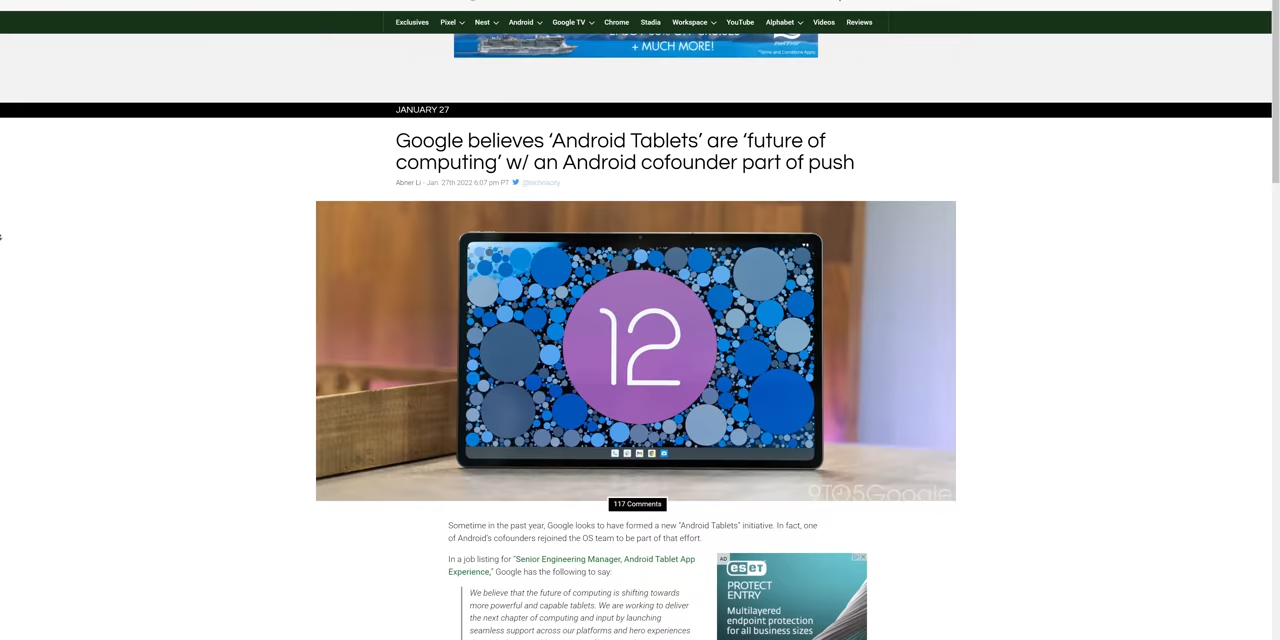 Exclusives Pixel Nest Android Google TV Chrome Stadia Workspace YouTube Alphabet Videos Reviews
+ MUCH MORE!
*Terms and Conditions Apply
JANUARY 27
Google believes ‘Android Tablets’ are ‘future of
computing’ w/ an Android cofounder part of push
Abner Li - Jan. 27th 2022 6:07 pm PT @technacity
12
9TO5Google
117 Comments
Sometime in the past year, Google looks to have formed a new “Android Tablets” initiative. In fact, one
of Android’s cofounders rejoined the OS team to be part of that effort.
In a job listing for “Senior Engineering Manager, Android Tablet App
Experience,” Google has the following to say:
We believe that the future of computing is shifting towards
more powerful and capable tablets. We are working to deliver
the next chapter of computing and input by launching
seamless support across our platforms and hero experiences
AD
eSeT
PROTECT
ENTRY
Multilayered
endpoint protection
for all business sizes